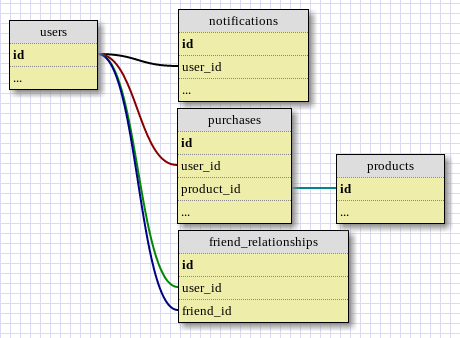 users
id
...
notifications
id
user_id
...
purchases
id
user_id
product_id
...
products
id
...
friend_relationships
id
user_id
friend_id